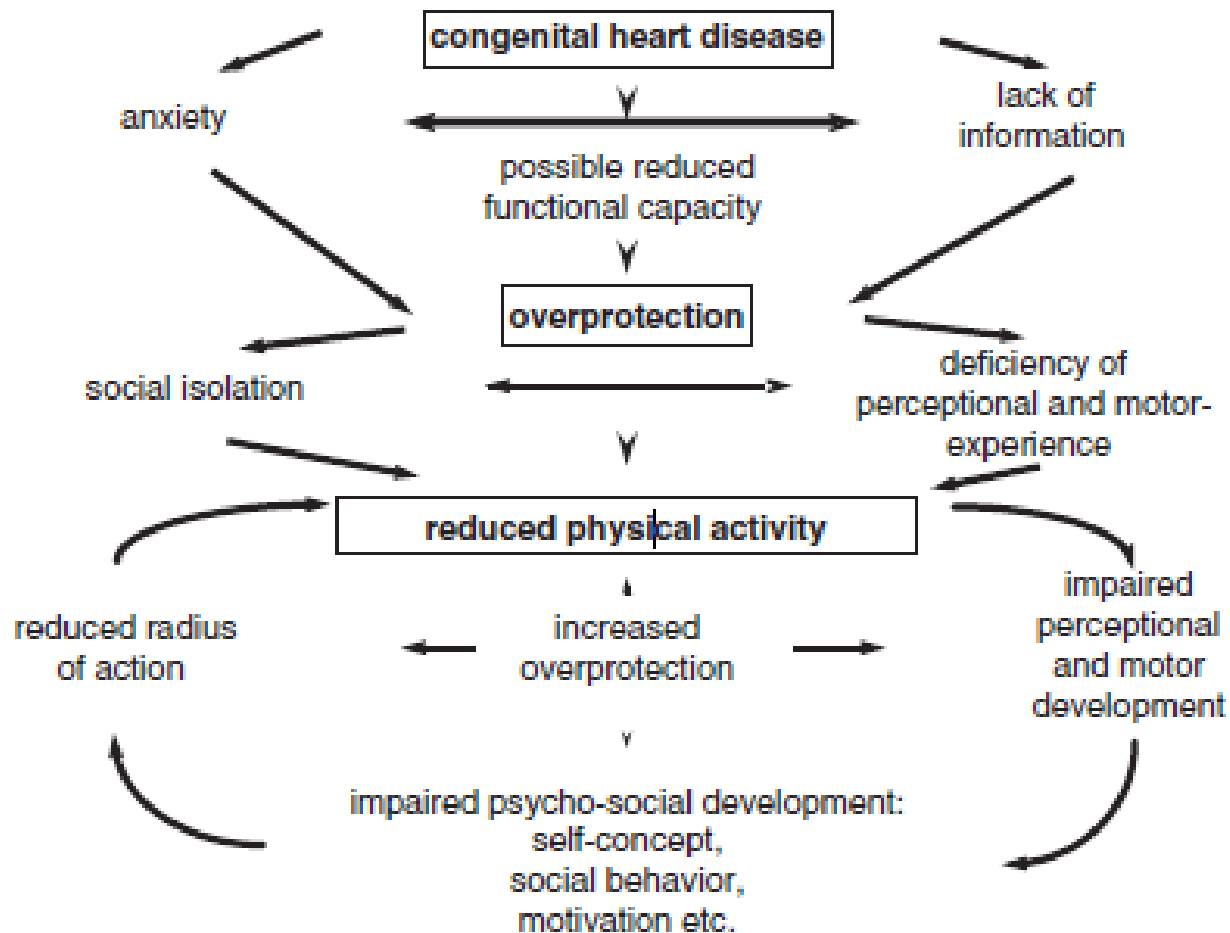 congenital heart disease
anxiety
lack of
information
possible reduced
functional capacity
overprotection
social isolation
deficiency of
perceptional and motor-
experience
reduced physical activity
reduced radius
of action
increased
overprotection
impaired
perceptional
and motor
development
impaired psycho-social development:
self-concept,
social behavior,
motivation etc.